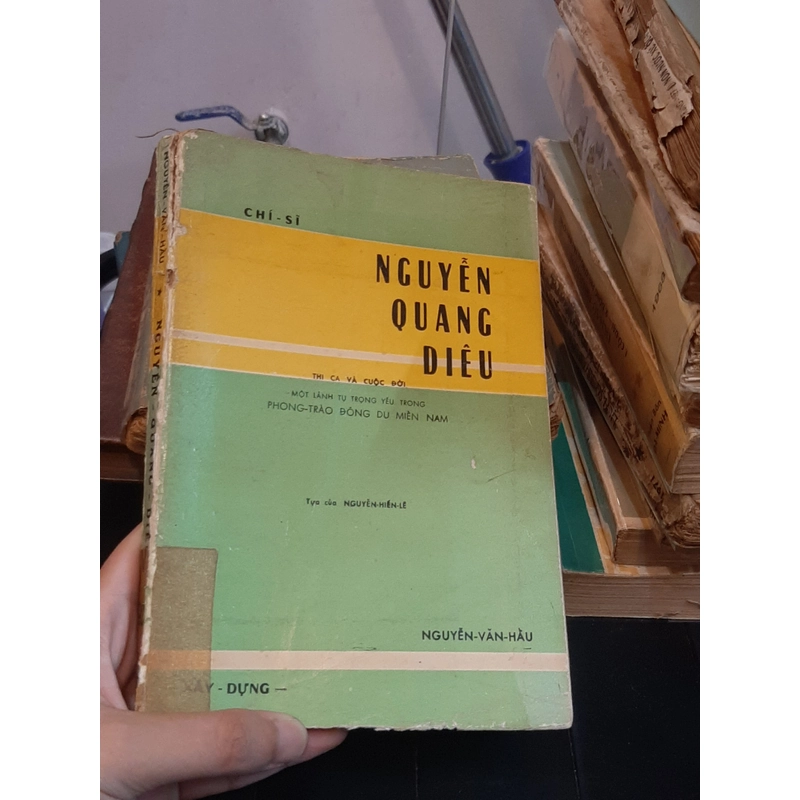 CHÍ-SĨ
NGUYỄN
QUANG
DIÊU
THI CA VÀ CUỘC ĐỜI
MỘT LÃNH TỤ TRỌNG YẾU TRONG
PHONG-TRÀO ĐÔNG DU MIỀN NAM
Tựa của NGUYỄN-HIẾN-LÊ
NGUYỄN-VĂN-HẦU
XÂY-DỰNG —
NGUYỄN-VĂN-HẦU * NGUYỄN QUANG